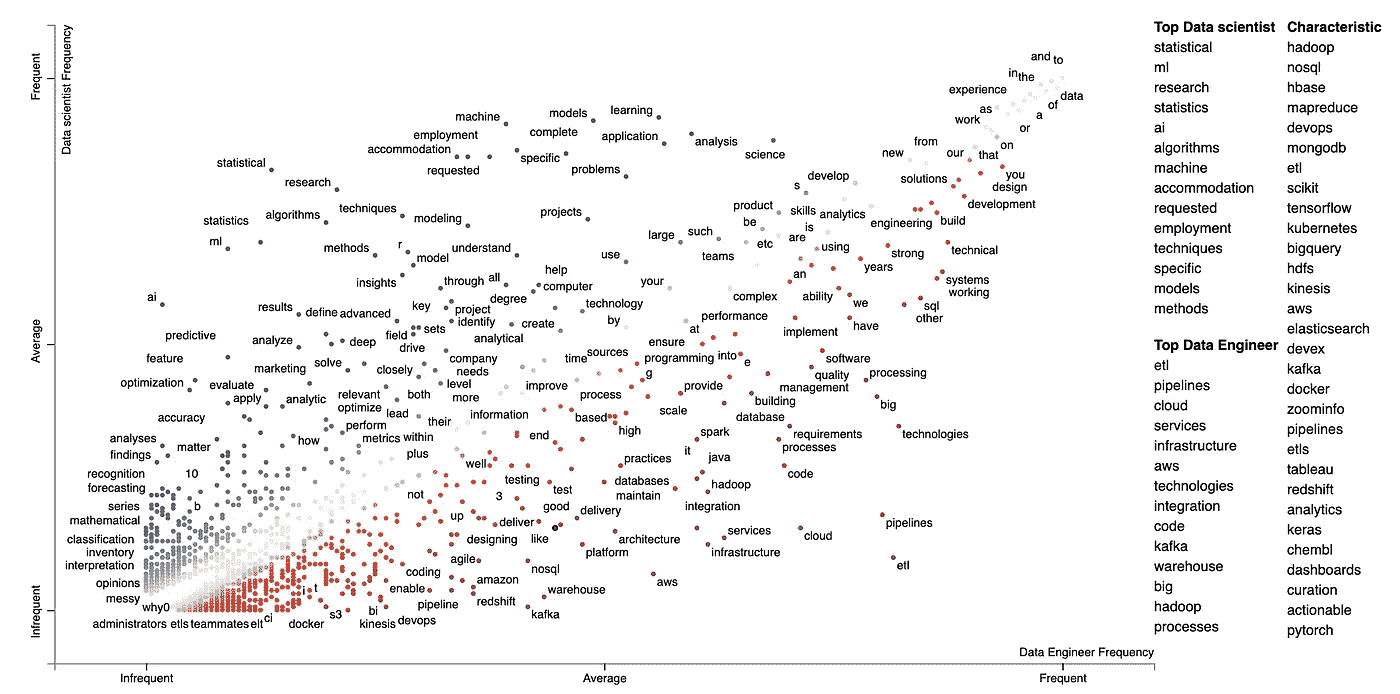 Data scientist Frequency
Frequent
Average
Infrequent
and to
in the
experience
data
as
of
a
work
or
machine
models
learning
employment
complete
application
analysis
from
on
accommodation
specific
science
new
our
that
requested
statistical
problems
develop
solutions
you
design
research
s
development
techniques
product
skills
analytics
statistics
algorithms
modeling
projects
be
engineering
build
is
ml
r
large
such
etc
are
methods
understand
using
strong
technical
model
use
teams
years
help
an
insights
through
all
computer
your
systems
ai
degree
complex
ability
working
results
define
advanced
key
project
technology
we
sql
identify
create
by
performance
other
predictive
field
sets
at
implement
have
analyze
deep
drive
analytical
ensure
feature
company
time
sources
programming
into
e
software
solve
marketing
closely
needs
g
quality
processing
optimization
evaluate
level
improve
provide
management
apply
analytic
relevant
both
more
process
building
big
optimize
accuracy
lead
information
scale
database
perform
their
based
analyses
how
metrics
within
end
high
spark
requirements
technologies
matter
processes
findings
plus
it
java
well
practices
recognition
10
code
forecasting
testing
databases
hadoop
not
3
test
maintain
series
b
good
integration
mathematical
up
deliver
delivery
pipelines
classification
designing
like
architecture
services
cloud
inventory
platform
infrastructure
interpretation
agile
etl
nosql
coding
opinions
amazon
aws
i
t
enable
warehouse
messy
redshift
why0
pipeline
s3
bi
kafka
administrators
etls
teammates
elt
ci
docker
kinesis
devops
Data Engineer Frequency
Infrequent
Average
Frequent
Top Data scientist
statistical
ml
research
statistics
ai
algorithms
machine
accommodation
requested
employment
techniques
specific
models
methods
Top Data Engineer
etl
pipelines
cloud
services
infrastructure
aws
technologies
integration
code
kafka
warehouse
big
hadoop
processes
Characteristic
hadoop
nosql
hbase
mapreduce
devops
mongodb
etl
scikit
tensorflow
kubernetes
bigquery
hdfs
kinesis
aws
elasticsearch
devex
kafka
docker
zoominfo
pipelines
etls
tableau
redshift
analytics
keras
chembl
dashboards
curation
actionable
pytorch